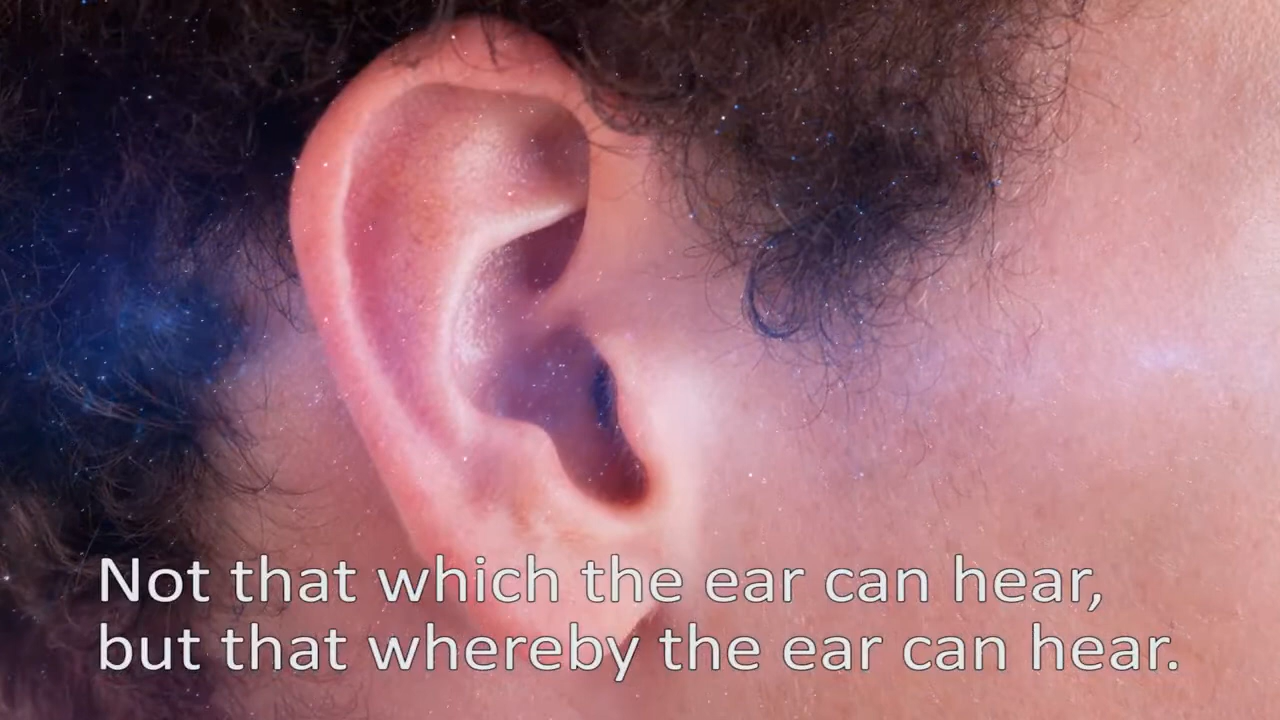 Not that which the ear can hear,
but that whereby the ear can hear.